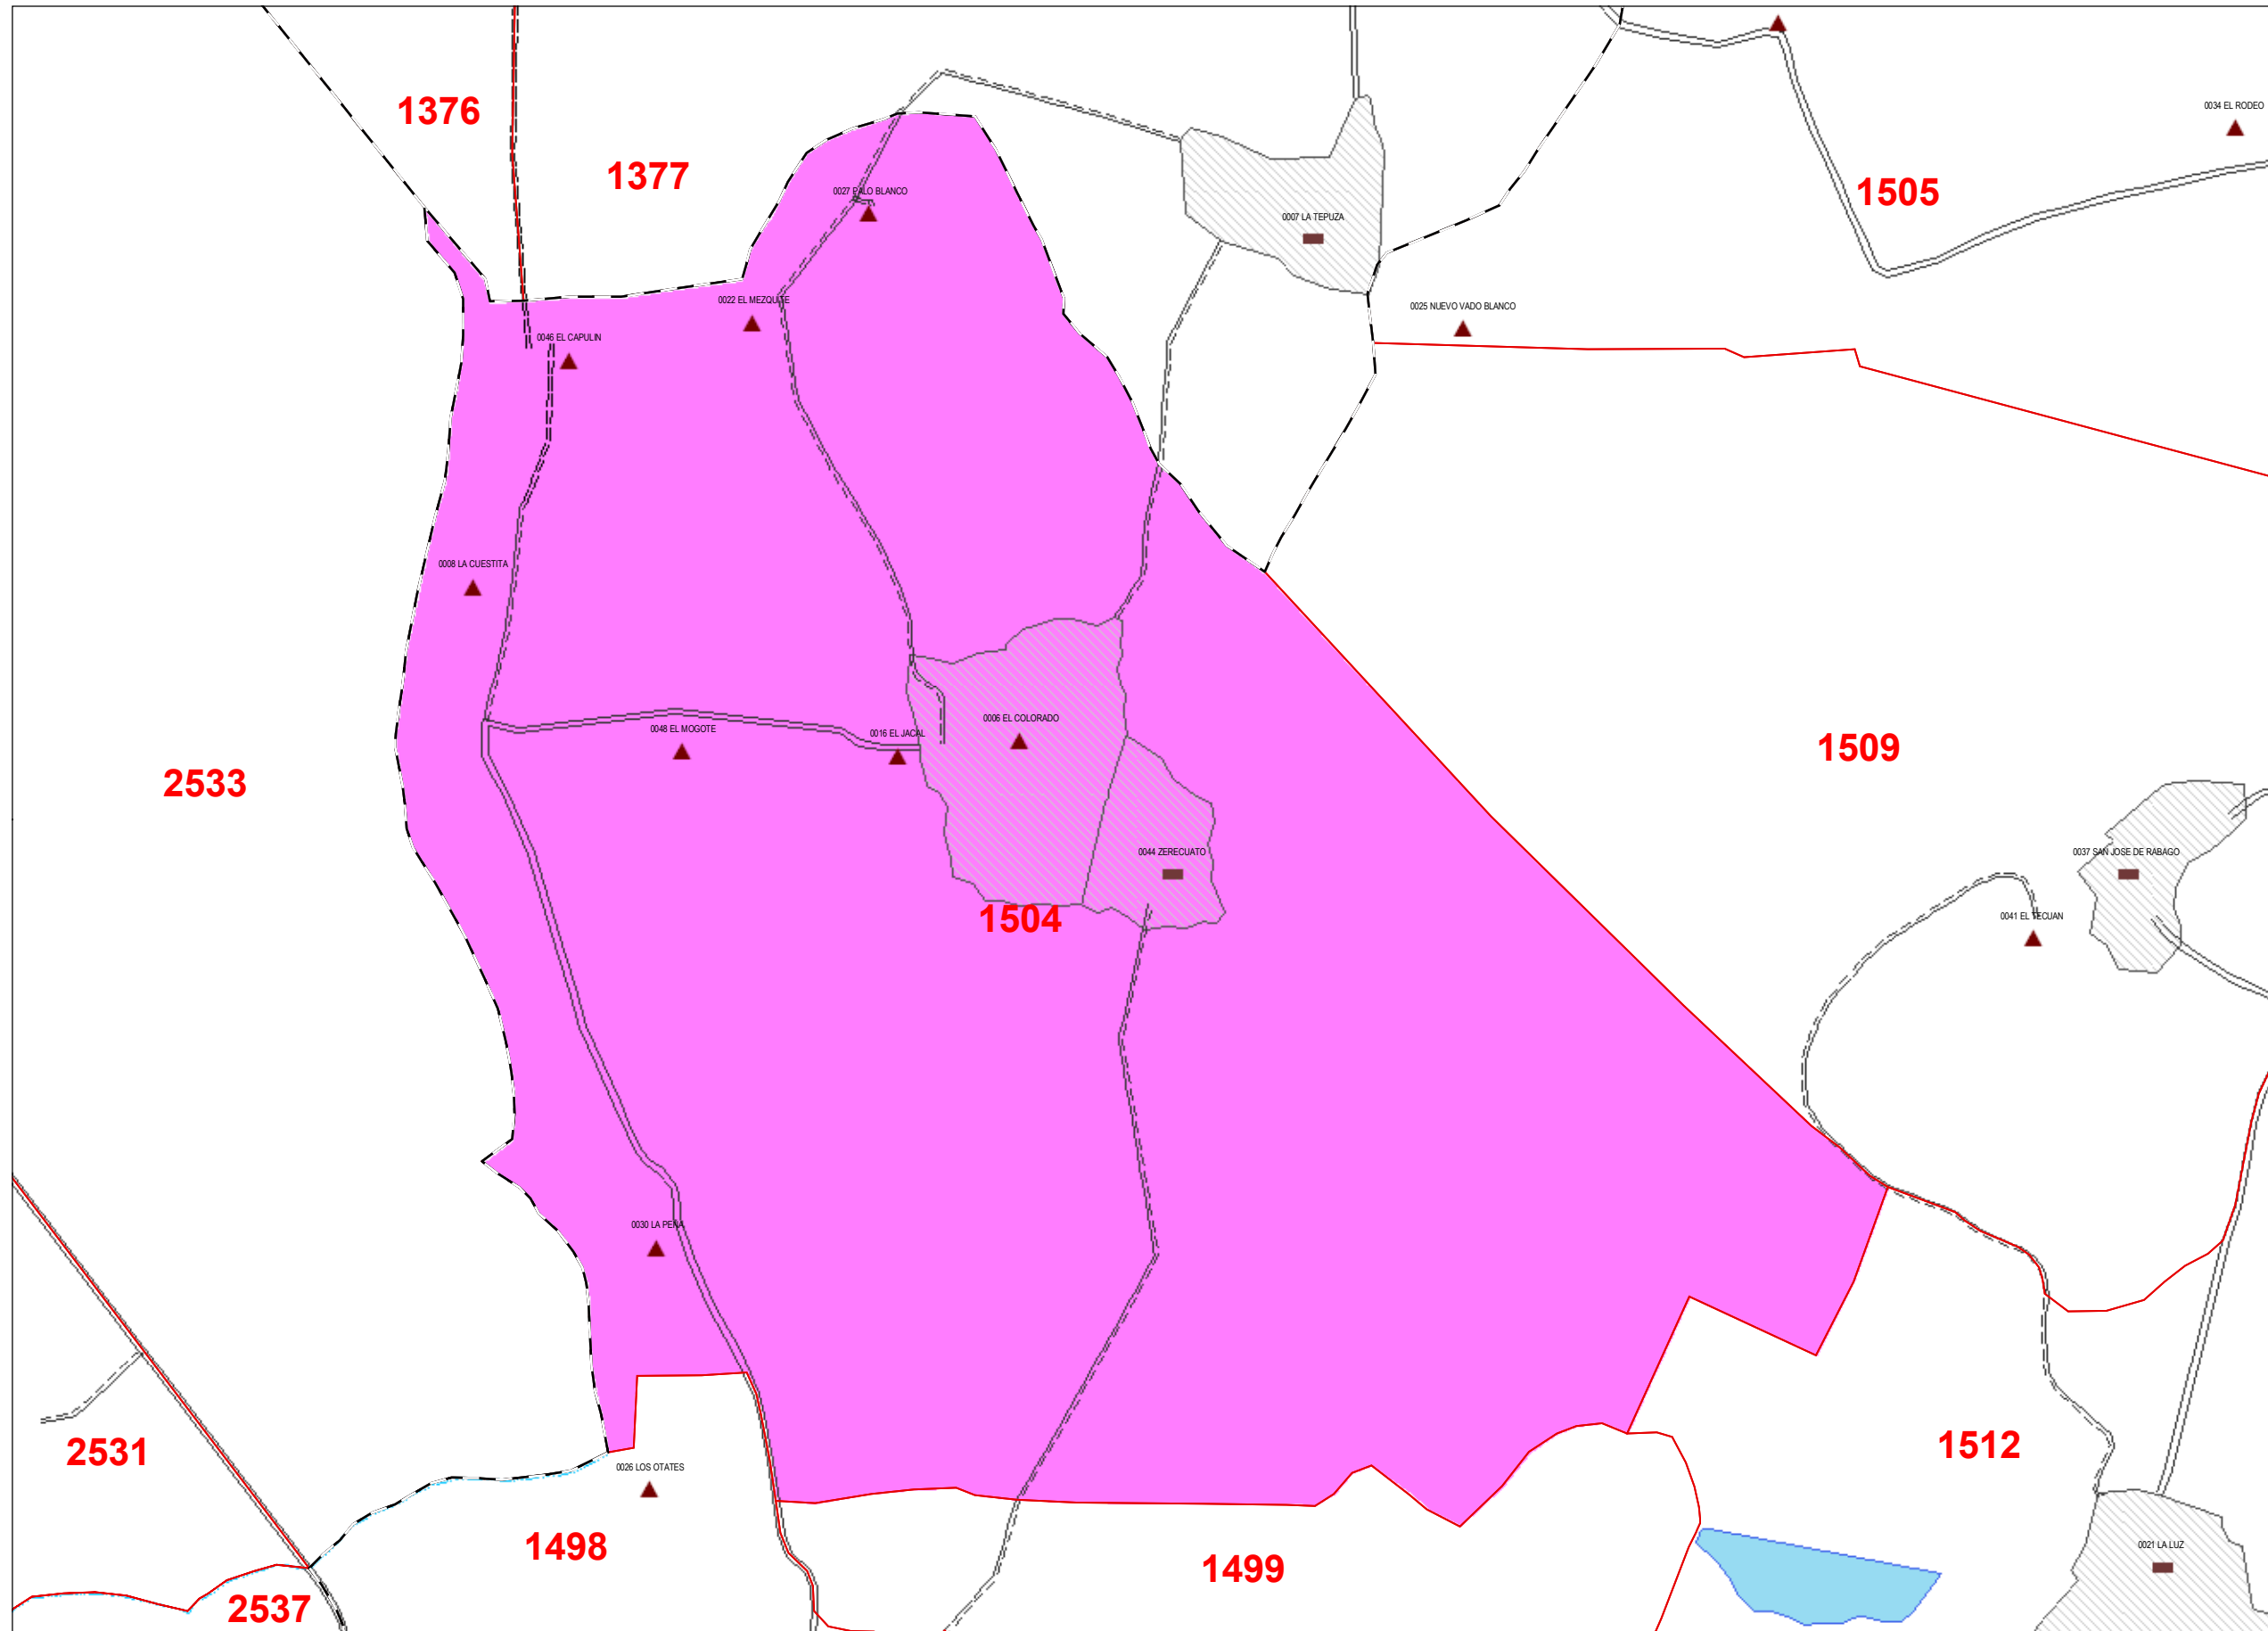 0034 EL RODEO
1376
1377
0027 PALO BLANCO
1505
0007 LA TEPUZA
0022 EL MEZQUITE
0025 NUEVO VADO BLANCO
0046 EL CAPULIN
0008 LA CUESTITA
0006 EL COLORADO
0048 EL MOGOTE
0016 EL JACAL
1509
2533
0044 ZERECUATO
0037 SAN JOSE DE RABAGO
1504
0041 EL TECUAN
0030 LA PEÑA
2531
1512
0026 LOS OTATES
1498
0021 LA LUZ
1499
2537